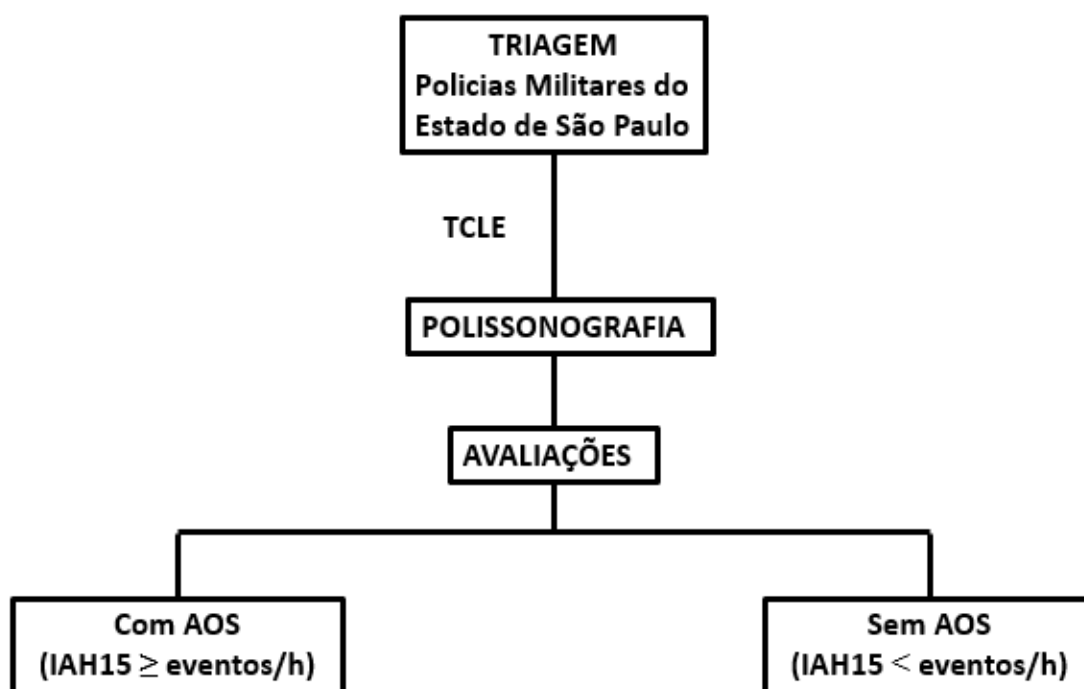 TRIAGEM
Policias Militares do
Estado de São Paulo
TCLE
POLISSONOGRAFIA
AVALIAÇÕES
Com AOS
(IAH15 ≥ eventos/h)
Sem AOS
(IAH15 < eventos/h)